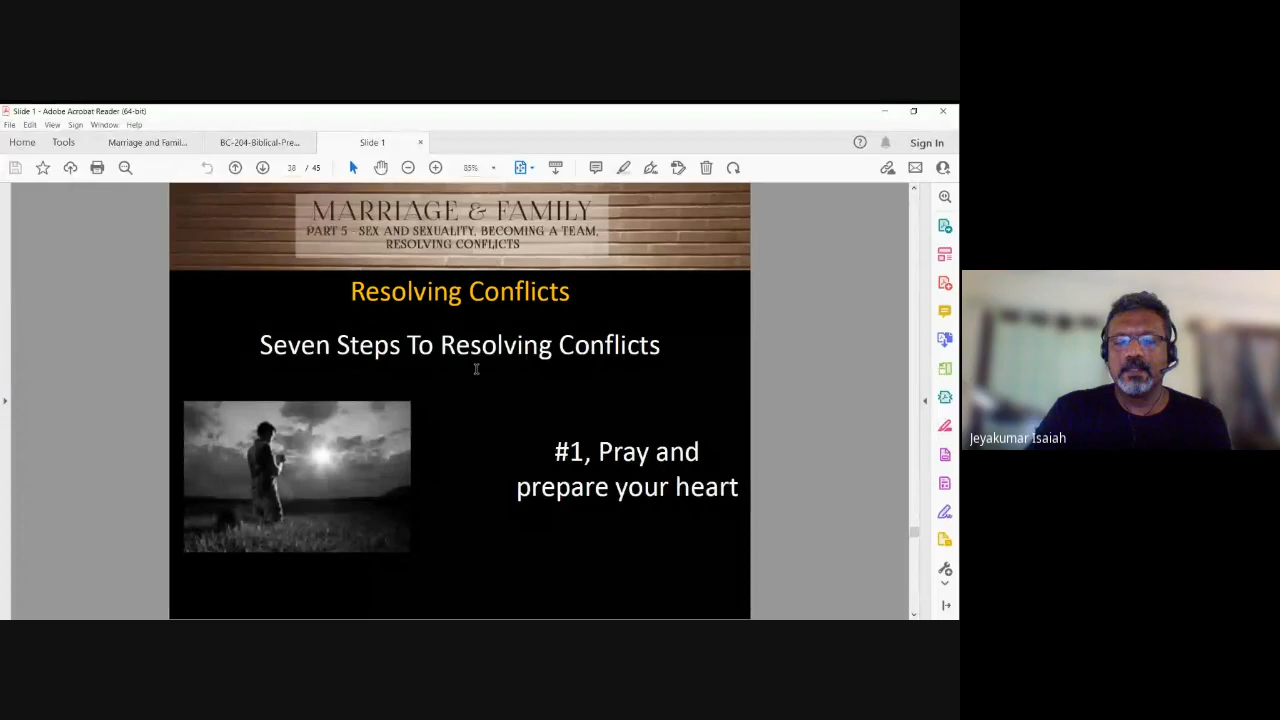 Slide 1 - Adobe Acrobat Reader (64-bit)
File Edit View Sign Window Help
Home Tools Marriage and Famil... BC-204-Biblical-Pre... Slide 1 × Sign In
38 / 45 85%
MARRIAGE & FAMILY
PART 5 - SEX AND SEXUALITY, BECOMING A TEAM,
RESOLVING CONFLICTS
Resolving Conflicts
Seven Steps To Resolving Conflicts
#1, Pray and
prepare your heart
Jeyakumar Isaiah